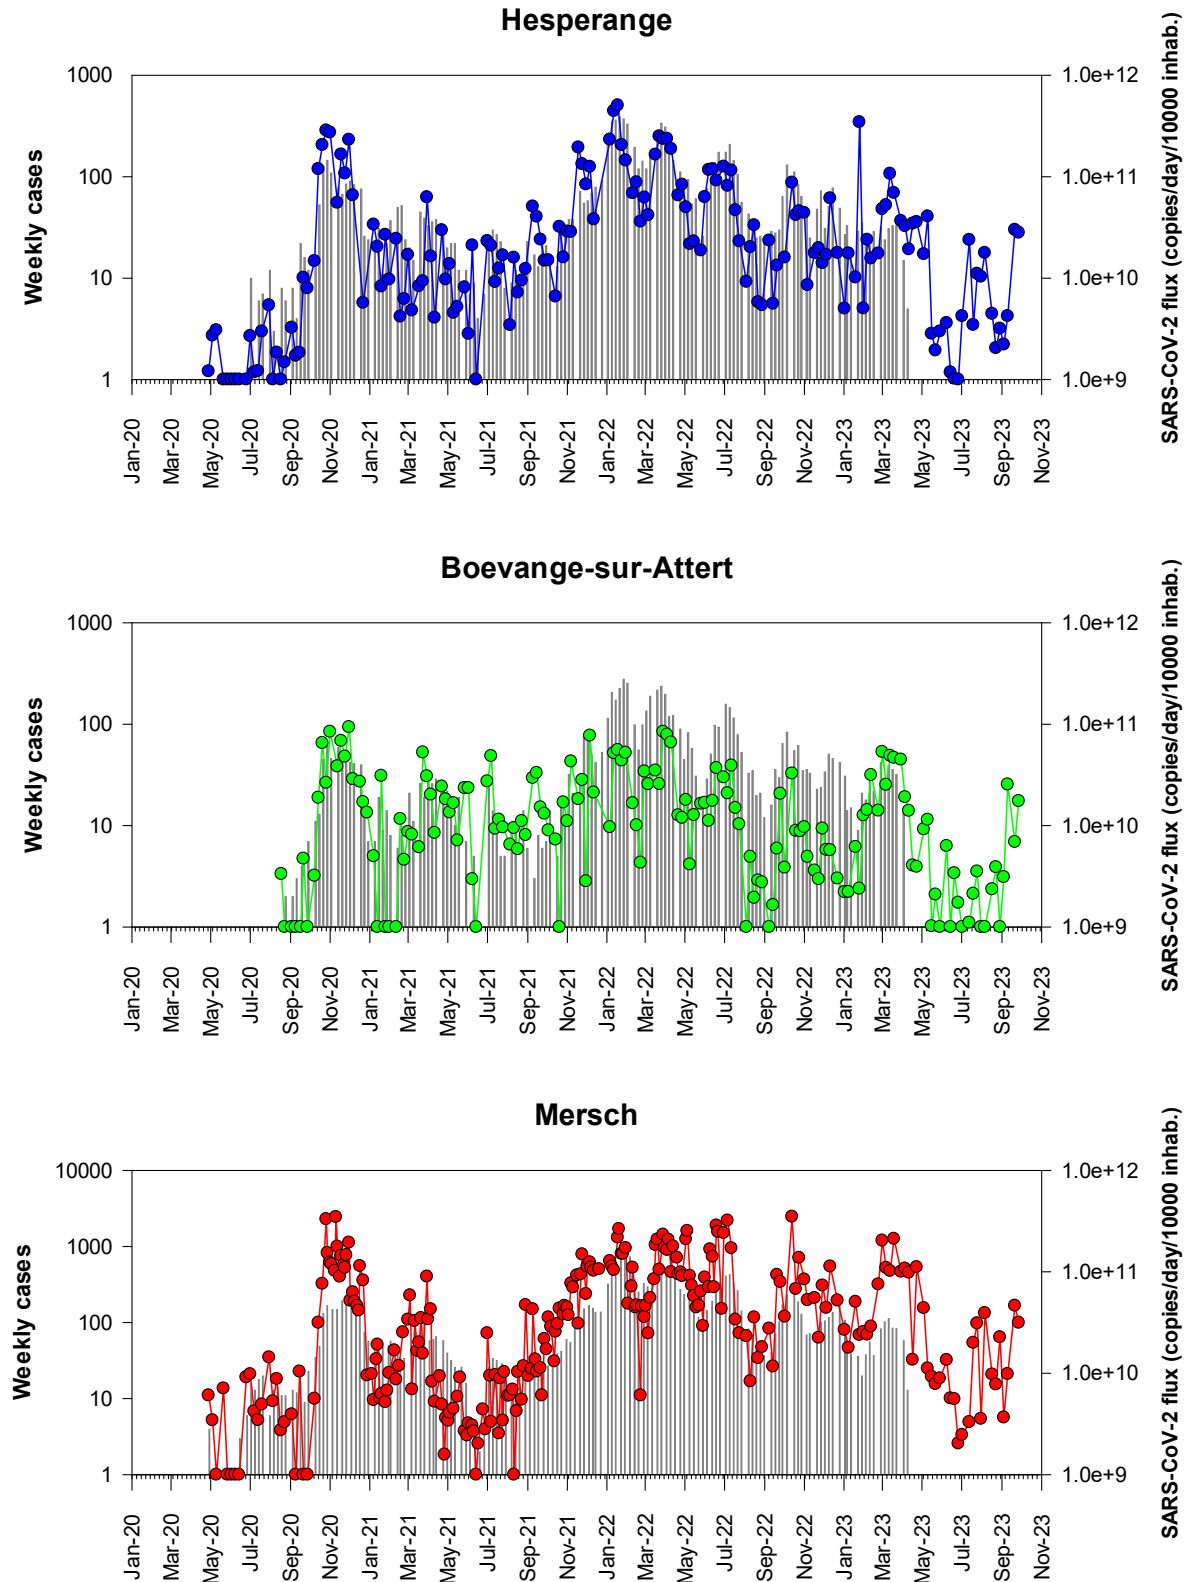 Hesperange
1000
100
10
1
Weekly cases
1.0e+12
1.0e+11
1.0e+10
1.0e+9
SARS-CoV-2 flux (copies/day/10000 inhab.)
Jan-20
Mar-20
May-20
Jul-20
Sep-20
Nov-20
Jan-21
Mar-21
May-21
Jul-21
Sep-21
Nov-21
Jan-22
Mar-22
May-22
Jul-22
Sep-22
Nov-22
Jan-23
Mar-23
May-23
Jul-23
Sep-23
Nov-23
Boevange-sur-Attert
1000
100
10
1
Weekly cases
1.0e+12
1.0e+11
1.0e+10
1.0e+9
SARS-CoV-2 flux (copies/day/10000 inhab.)
Jan-20
Mar-20
May-20
Jul-20
Sep-20
Nov-20
Jan-21
Mar-21
May-21
Jul-21
Sep-21
Nov-21
Jan-22
Mar-22
May-22
Jul-22
Sep-22
Nov-22
Jan-23
Mar-23
May-23
Jul-23
Sep-23
Nov-23
Mersch
10000
1000
100
10
1
Weekly cases
1.0e+12
1.0e+11
1.0e+10
1.0e+9
SARS-CoV-2 flux (copies/day/10000 inhab.)
Jan-20
Mar-20
May-20
Jul-20
Sep-20
Nov-20
Jan-21
Mar-21
May-21
Jul-21
Sep-21
Nov-21
Jan-22
Mar-22
May-22
Jul-22
Sep-22
Nov-22
Jan-23
Mar-23
May-23
Jul-23
Sep-23
Nov-23